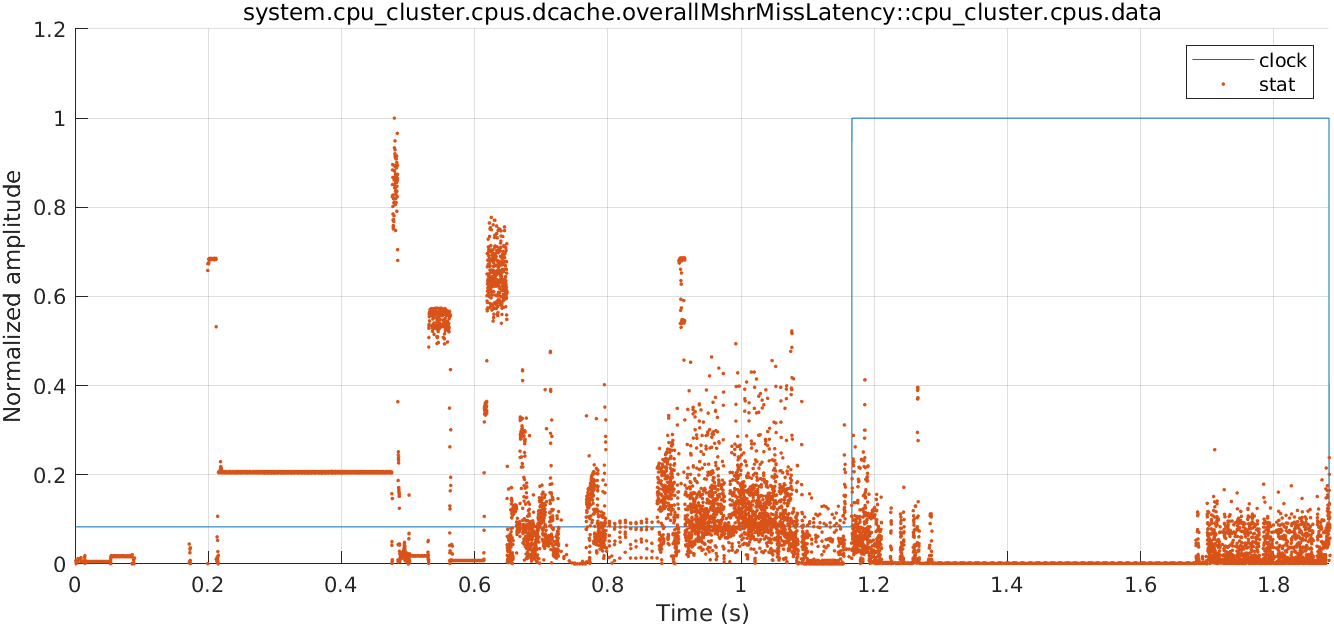 system.cpu_cluster.cpus.dcache.overallMshrMissLatency::cpu_cluster.cpus.data
clock
stat
Normalized amplitude
1.2
1
0.8
0.6
0.4
0.2
0
0 0.2 0.4 0.6 0.8 1 1.2 1.4 1.6 1.8
Time (s)